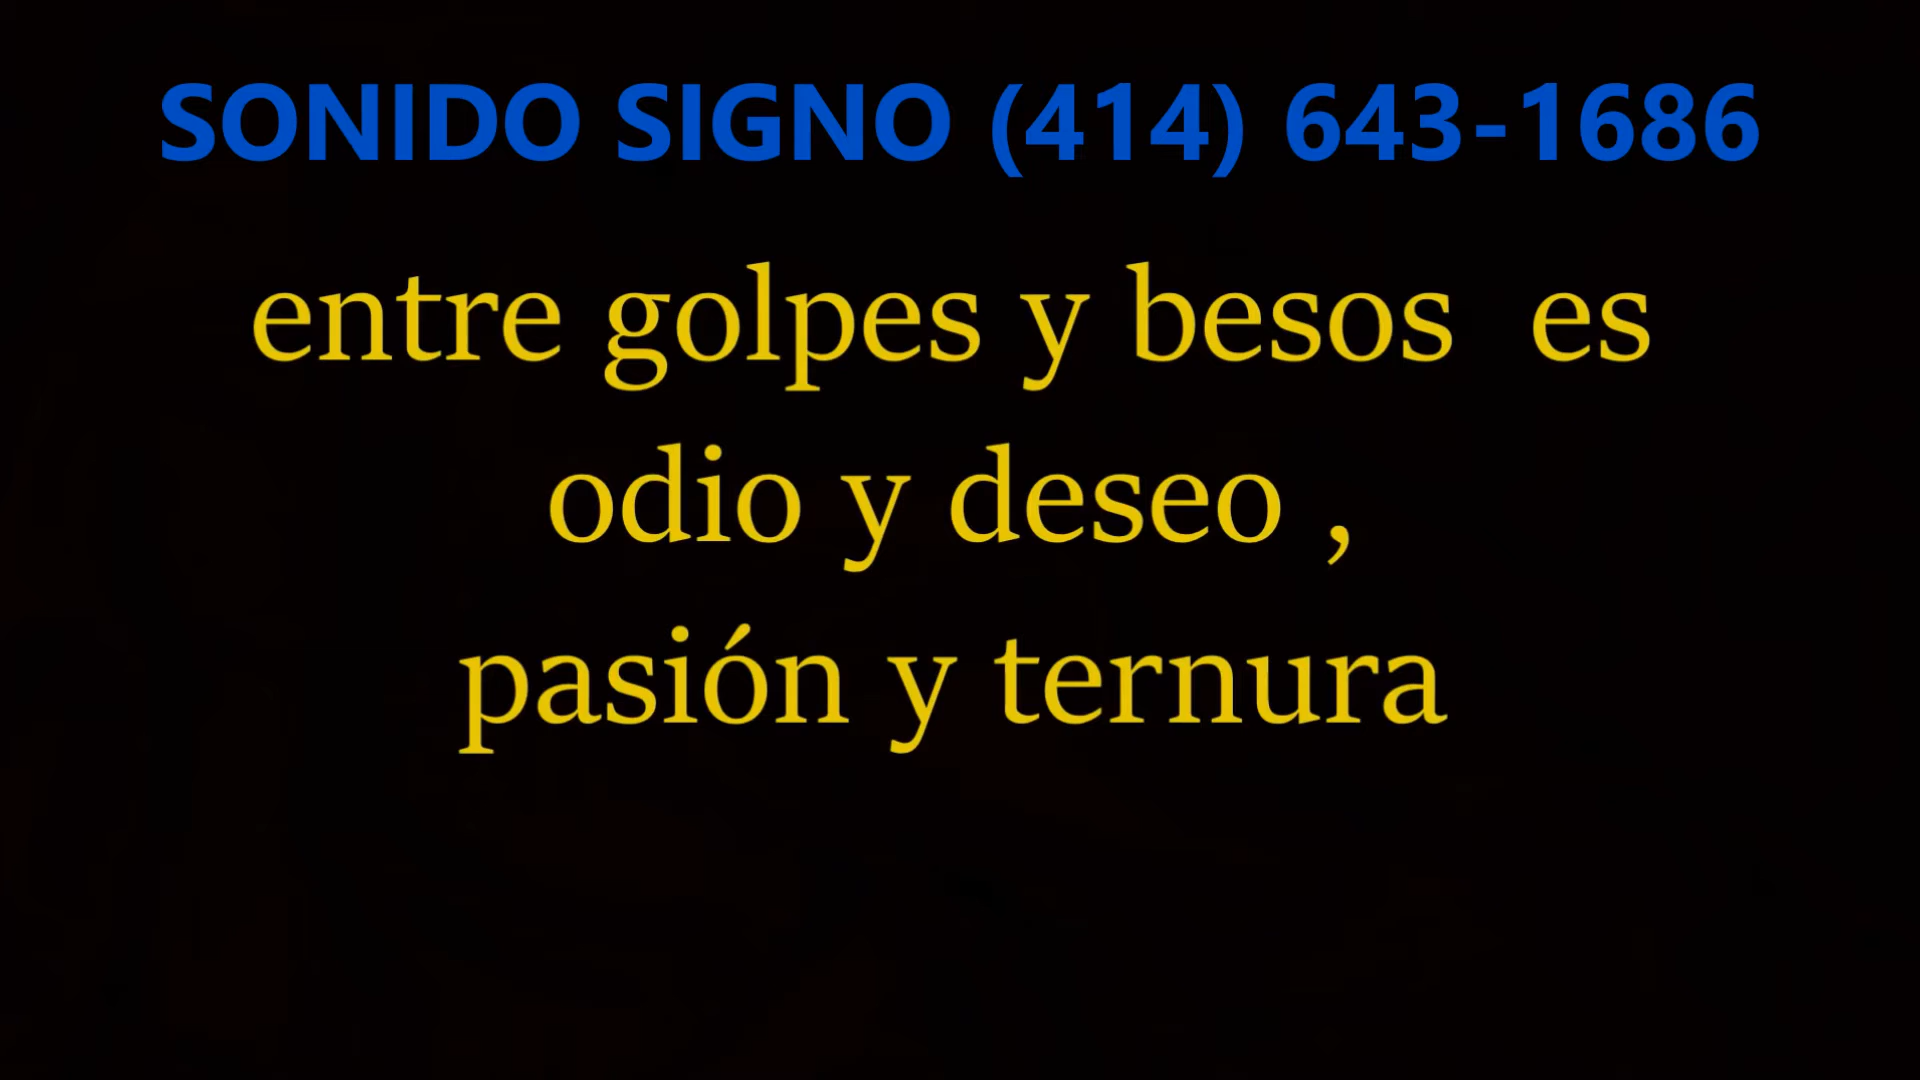 SONIDO SIGNO (414) 643-1686
entre golpes y besos  es
odio y deseo ,
pasión y ternura